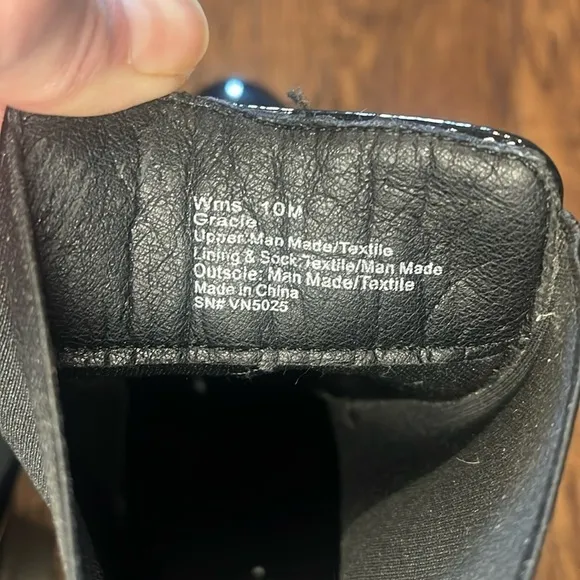 Wms 10M
Gracie
Upper:Man Made/Textile
Lining & Sock:Textile/Man Made
Outsole: Man Made/Textile
Made in China
SN# VN5025